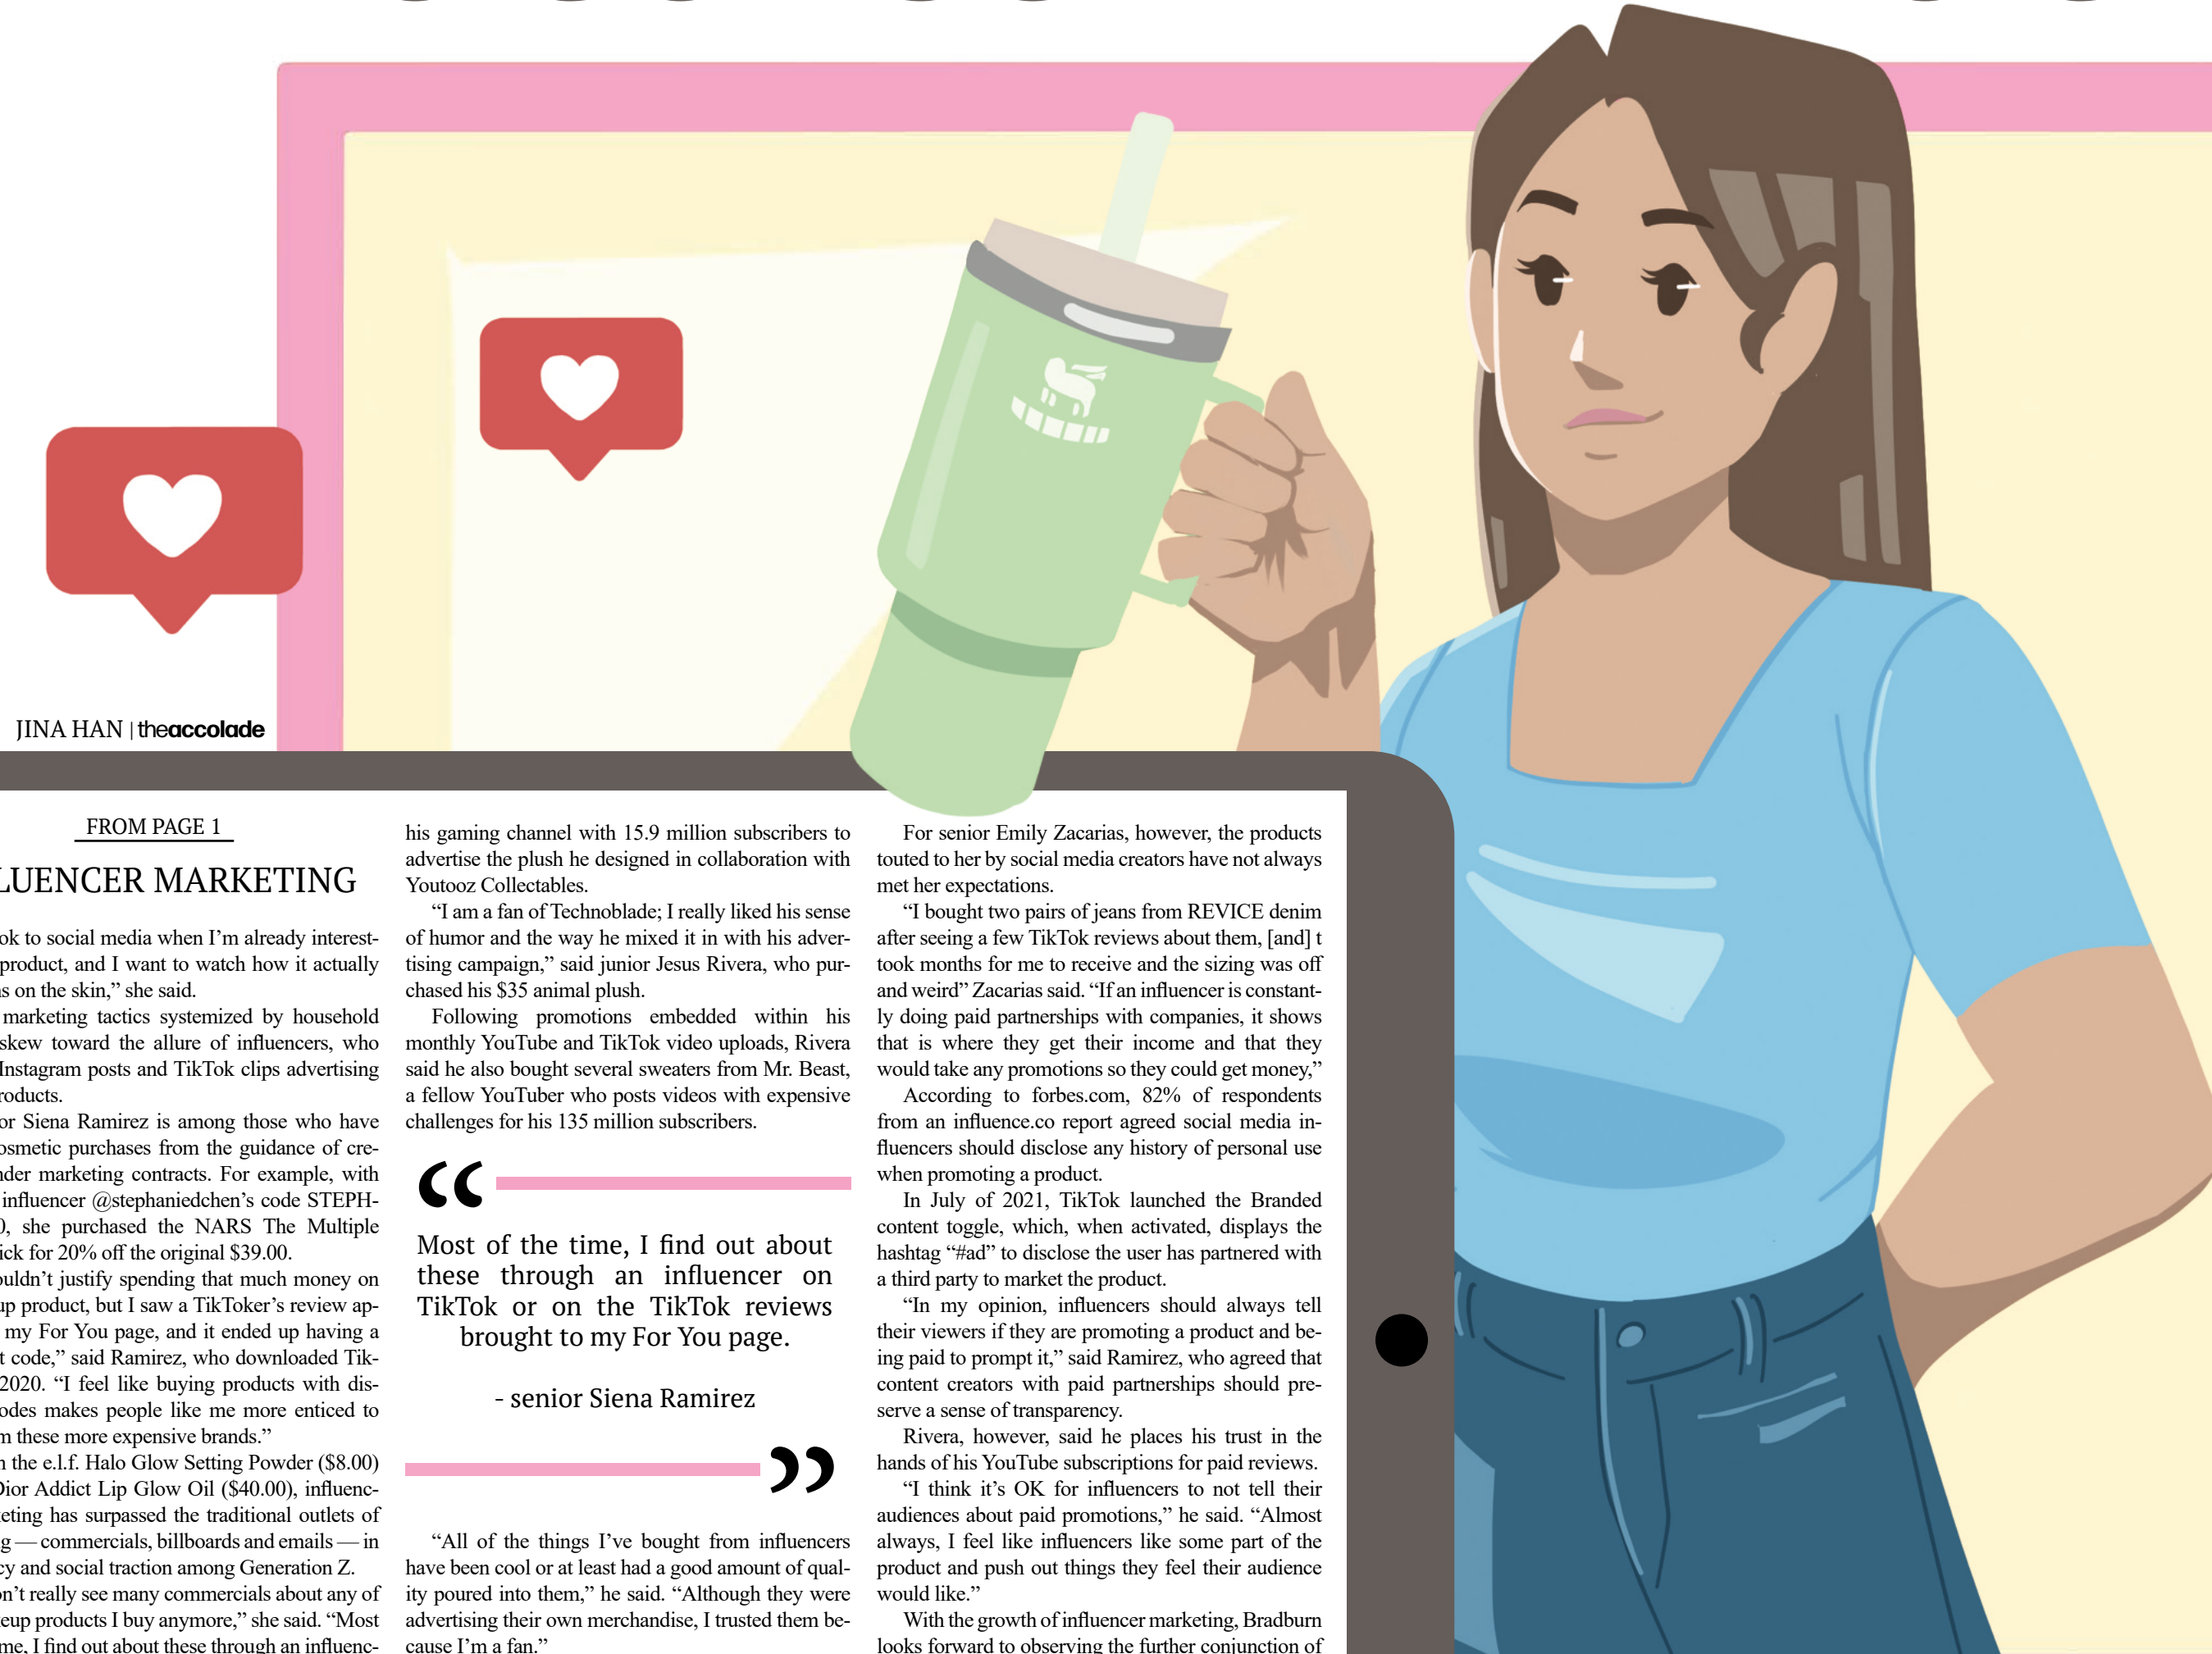 JINA HAN | theaccolade
FROM PAGE 1
LUENCER MARKETING
ok to social media when I’m already interest-
product, and I want to watch how it actually
s on the skin,” she said.
marketing tactics systemized by household
skew toward the allure of influencers, who
Instagram posts and TikTok clips advertising
roducts.
or Siena Ramirez is among those who have
osmetic purchases from the guidance of cre-
nder marketing contracts. For example, with
influencer @stephaniedchen’s code STEPH-
0, she purchased the NARS The Multiple
ick for 20% off the original $39.00.
ouldn’t justify spending that much money on
up product, but I saw a TikToker’s review ap-
my For You page, and it ended up having a
t code,” said Ramirez, who downloaded Tik-
2020. “I feel like buying products with dis-
odes makes people like me more enticed to
m these more expensive brands.”
n the e.l.f. Halo Glow Setting Powder ($8.00)
Dior Addict Lip Glow Oil ($40.00), influenc-
keting has surpassed the traditional outlets of
g — commercials, billboards and emails — in
cy and social traction among Generation Z.
on’t really see many commercials about any of
eup products I buy anymore,” she said. “Most
me, I find out about these through an influenc-
his gaming channel with 15.9 million subscribers to
advertise the plush he designed in collaboration with
Youtooz Collectables.
“I am a fan of Technoblade; I really liked his sense
of humor and the way he mixed it in with his adver-
tising campaign,” said junior Jesus Rivera, who pur-
chased his $35 animal plush.
Following promotions embedded within his
monthly YouTube and TikTok video uploads, Rivera
said he also bought several sweaters from Mr. Beast,
a fellow YouTuber who posts videos with expensive
challenges for his 135 million subscribers.
“
Most of the time, I find out about
these through an influencer on
TikTok or on the TikTok reviews
brought to my For You page.
- senior Siena Ramirez
”
“All of the things I’ve bought from influencers
have been cool or at least had a good amount of qual-
ity poured into them,” he said. “Although they were
advertising their own merchandise, I trusted them be-
cause I’m a fan.”
For senior Emily Zacarias, however, the products
touted to her by social media creators have not always
met her expectations.
“I bought two pairs of jeans from REVICE denim
after seeing a few TikTok reviews about them, [and] t
took months for me to receive and the sizing was off
and weird” Zacarias said. “If an influencer is constant-
ly doing paid partnerships with companies, it shows
that is where they get their income and that they
would take any promotions so they could get money,”
According to forbes.com, 82% of respondents
from an influence.co report agreed social media in-
fluencers should disclose any history of personal use
when promoting a product.
In July of 2021, TikTok launched the Branded
content toggle, which, when activated, displays the
hashtag “#ad” to disclose the user has partnered with
a third party to market the product.
“In my opinion, influencers should always tell
their viewers if they are promoting a product and be-
ing paid to prompt it,” said Ramirez, who agreed that
content creators with paid partnerships should pre-
serve a sense of transparency.
Rivera, however, said he places his trust in the
hands of his YouTube subscriptions for paid reviews.
“I think it’s OK for influencers to not tell their
audiences about paid promotions,” he said. “Almost
always, I feel like influencers like some part of the
product and push out things they feel their audience
would like.”
With the growth of influencer marketing, Bradburn
looks forward to observing the further conjunction of